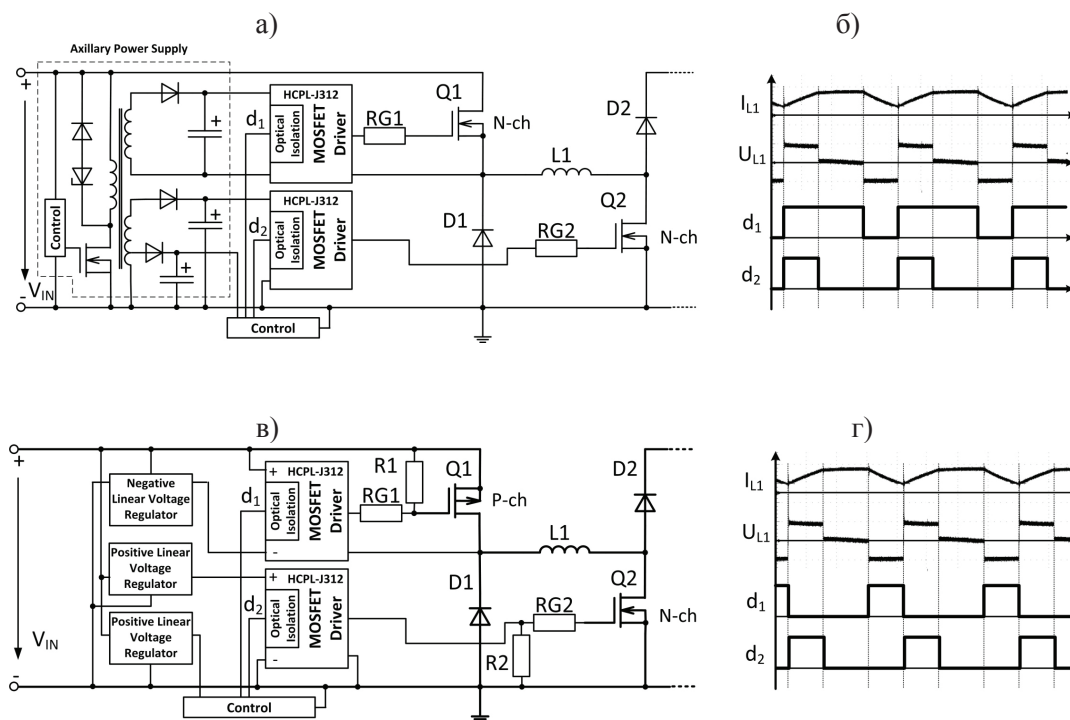 а)
Axillary Power Supply
+
-
V_IN
Control
+
+
+
HCPL-J312
MOSFET
Driver
Optical
Isolation
d₁
RG1
Q1
N-ch
HCPL-J312
MOSFET
Driver
Optical
Isolation
d₂
D1
L1
D2
RG2
Q2
N-ch
Control
б)
I_L1
U_L1
d₁
d₂
в)
+
-
V_IN
Negative
Linear Voltage
Regulator
Positive Linear
Voltage
Regulator
Positive Linear
Voltage
Regulator
+
HCPL-J312
MOSFET
Driver
Optical
Isolation
-
d₁
R1
RG1
Q1
P-ch
+
HCPL-J312
MOSFET
Driver
Optical
Isolation
-
d₂
D1
L1
D2
RG2
R2
Q2
N-ch
Control
г)
I_L1
U_L1
d₁
d₂